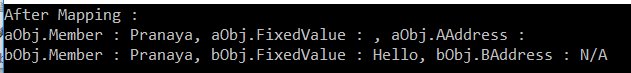 After Mapping :
aObj.Member : Pranaya, aObj.FixedValue : , aObj.AAddress :
bObj.Member : Pranaya, bObj.FixedValue : Hello, bObj.BAddress : N/A